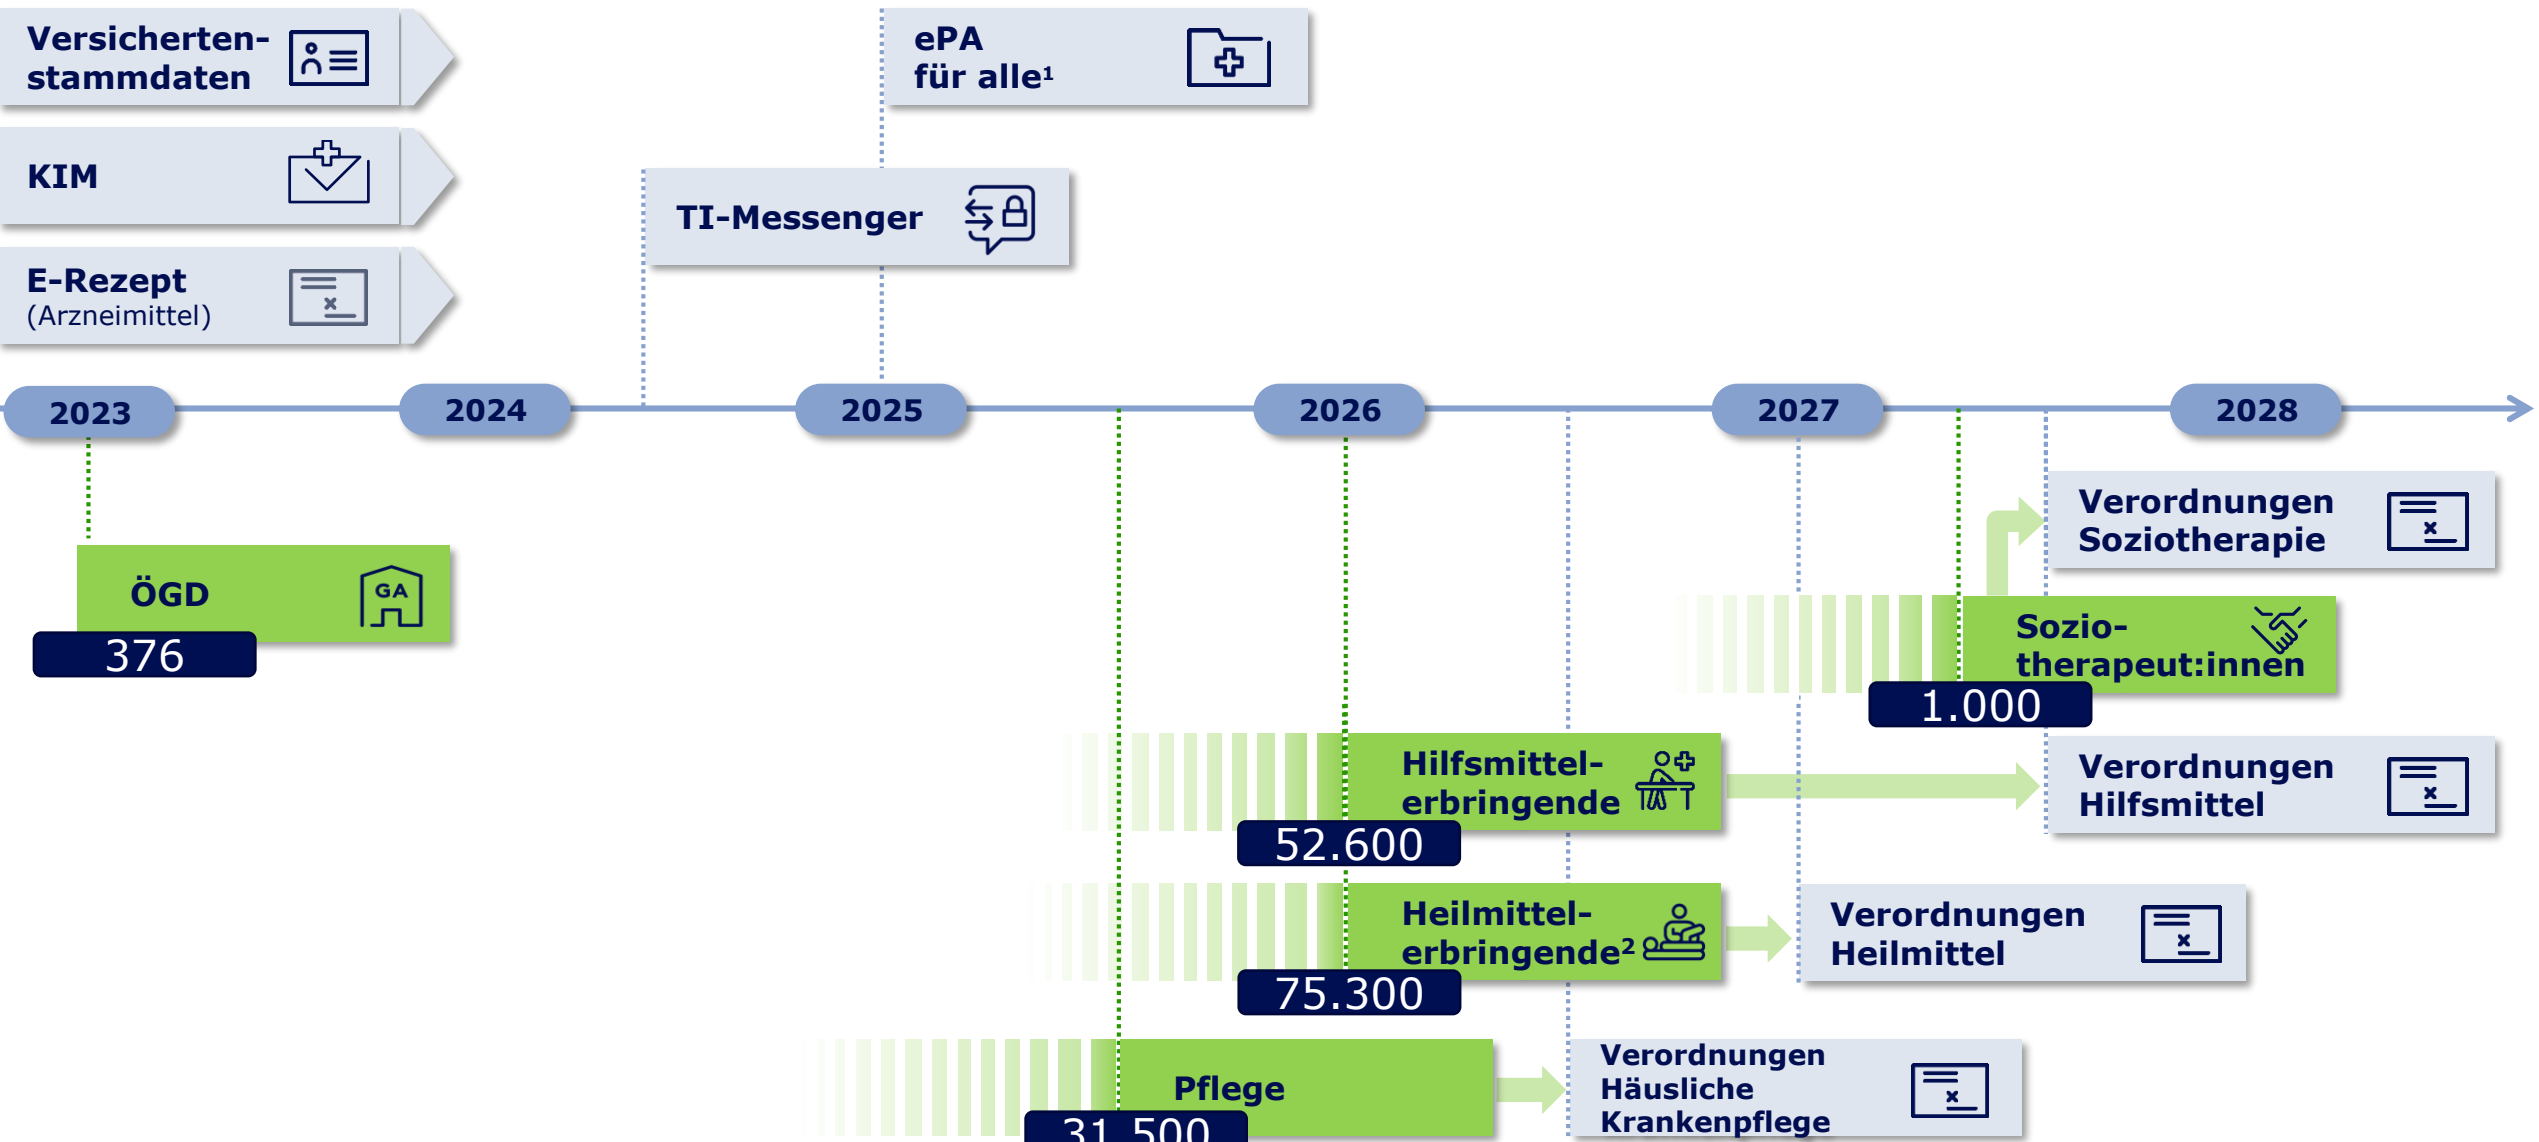 Versicherten-
stammdaten
ePA
für alle¹
KIM
TI-Messenger
E-Rezept
(Arzneimittel)
2023
2024
2025
2026
2027
2028
Verordnungen
Soziotherapie
ÖGD
GA
376
Sozio-
therapeut:innen
1.000
Hilfsmittel-
erbringende
52.600
Verordnungen
Hilfsmittel
Heilmittel-
erbringende²
75.300
Verordnungen
Heilmittel
Pflege
31.500
Verordnungen
Häusliche
Krankenpflege